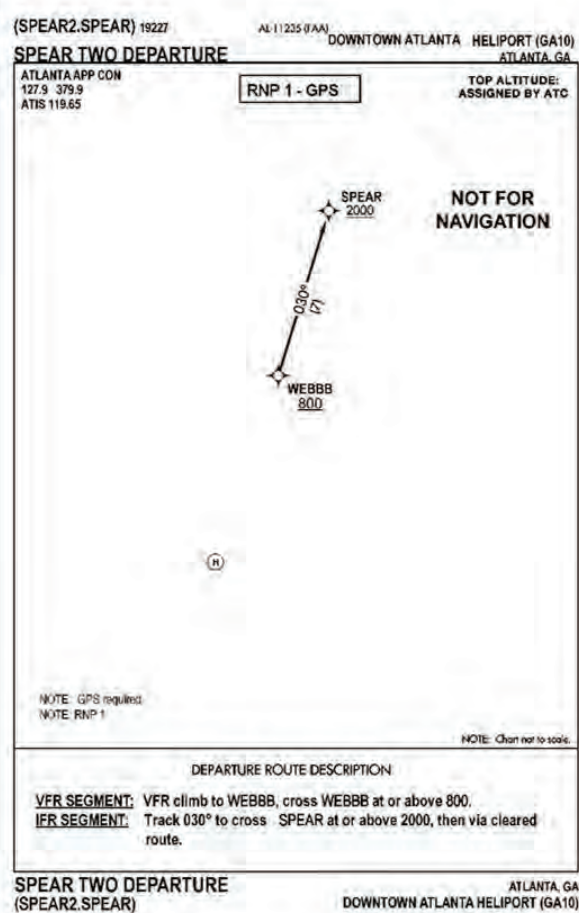 (SPEAR2.SPEAR) 19227
AL-11235 (FAA)
DOWNTOWN ATLANTA HELIPORT (GA10)
SPEAR TWO DEPARTURE
ATLANTA, GA
ATLANTA APP CON
127.9 379.9
ATIS 119.65
RNP 1 - GPS
TOP ALTITUDE:
ASSIGNED BY ATC
SPEAR
2000
NOT FOR
NAVIGATION
030°
(7)
WEBBB
800
H
NOTE: GPS required.
NOTE: RNP 1
NOTE: Chart not to scale.
DEPARTURE ROUTE DESCRIPTION
VFR SEGMENT: VFR climb to WEBBB, cross WEBBB at or above 800.
IFR SEGMENT: Track 030° to cross SPEAR at or above 2000, then via cleared
route.
SPEAR TWO DEPARTURE
(SPEAR2.SPEAR)
ATLANTA, GA
DOWNTOWN ATLANTA HELIPORT (GA10)